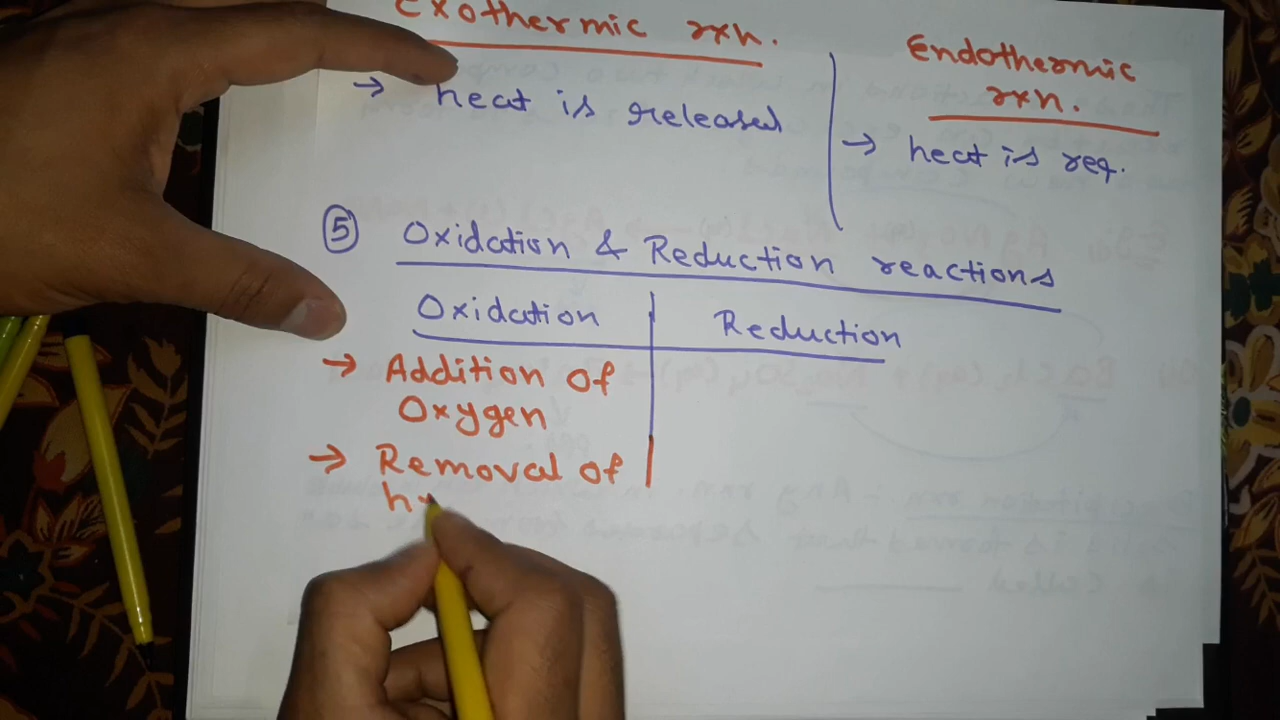 Exothermic rxn.
→ heat is released
Endothermic
rxn.
→ heat is req.
⑤ Oxidation & Reduction reactions
Oxidation
Reduction
→ Addition of
Oxygen
→ Removal of
hy